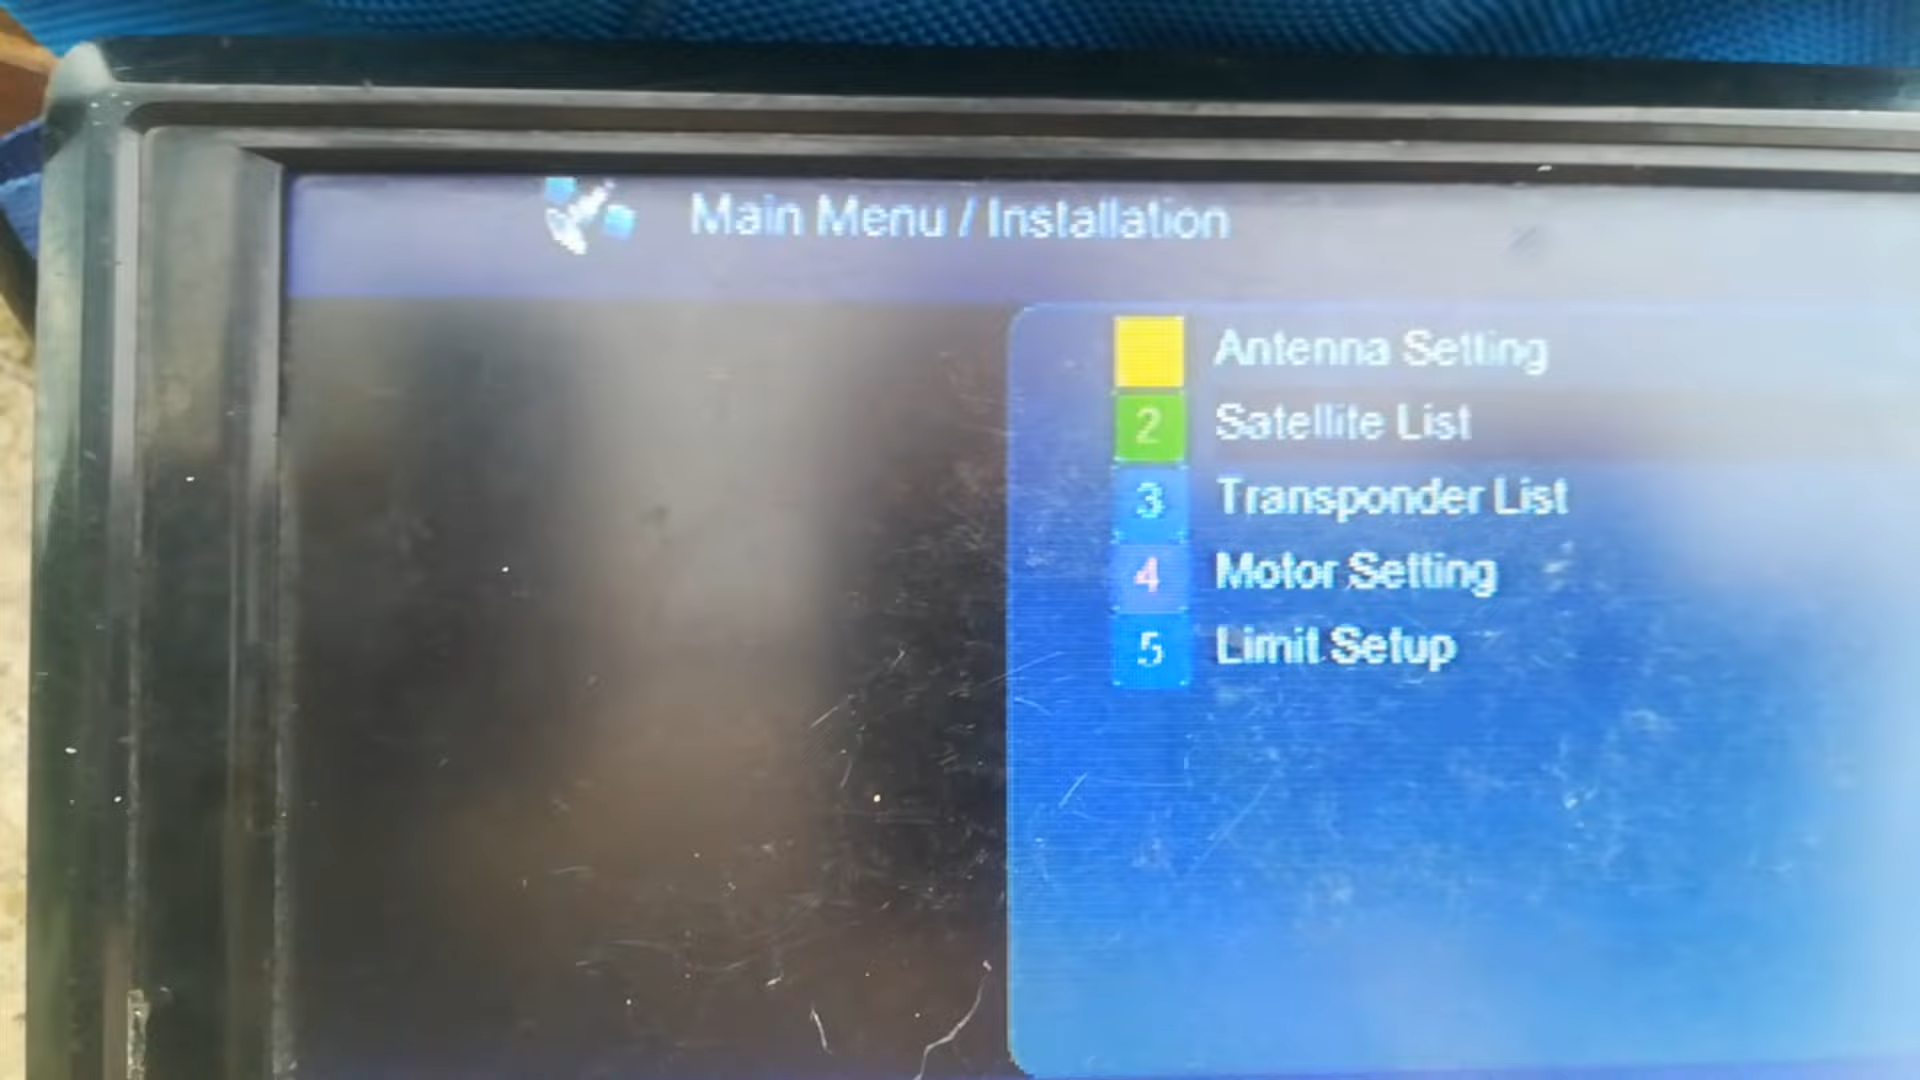 Main Menu / Installation
Antenna Setting
2 Satellite List
3 Transponder List
4 Motor Setting
5 Limit Setup